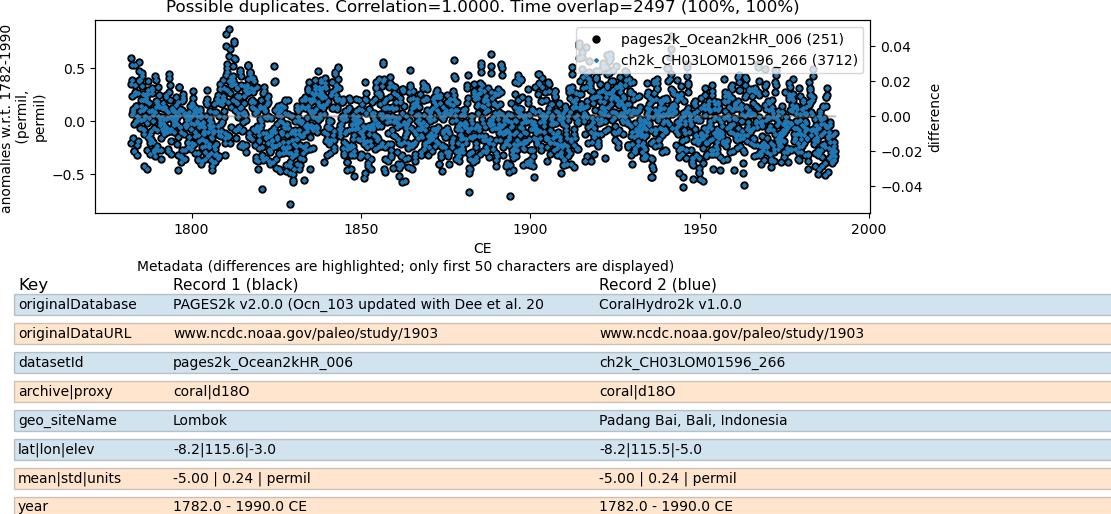 Possible duplicates. Correlation=1.0000. Time overlap=2497 (100%, 100%)
anomalies w.r.t. 1782-1990
(permil,
permil)
0.5
0.0
−0.5
pages2k_Ocean2kHR_006 (251)
ch2k_CH03LOM01596_266 (3712)
0.04
0.02
0.00
−0.02
−0.04
difference
1800 1850 1900 1950 2000
CE
Metadata (differences are highlighted; only first 50 characters are displayed)
Key Record 1 (black) Record 2 (blue)
originalDatabase PAGES2k v2.0.0 (Ocn_103 updated with Dee et al. 20 CoralHydro2k v1.0.0
originalDataURL www.ncdc.noaa.gov/paleo/study/1903 www.ncdc.noaa.gov/paleo/study/1903
datasetId pages2k_Ocean2kHR_006 ch2k_CH03LOM01596_266
archive|proxy coral|d18O coral|d18O
geo_siteName Lombok Padang Bai, Bali, Indonesia
lat|lon|elev -8.2|115.6|-3.0 -8.2|115.5|-5.0
mean|std|units -5.00 | 0.24 | permil -5.00 | 0.24 | permil
year 1782.0 - 1990.0 CE 1782.0 - 1990.0 CE